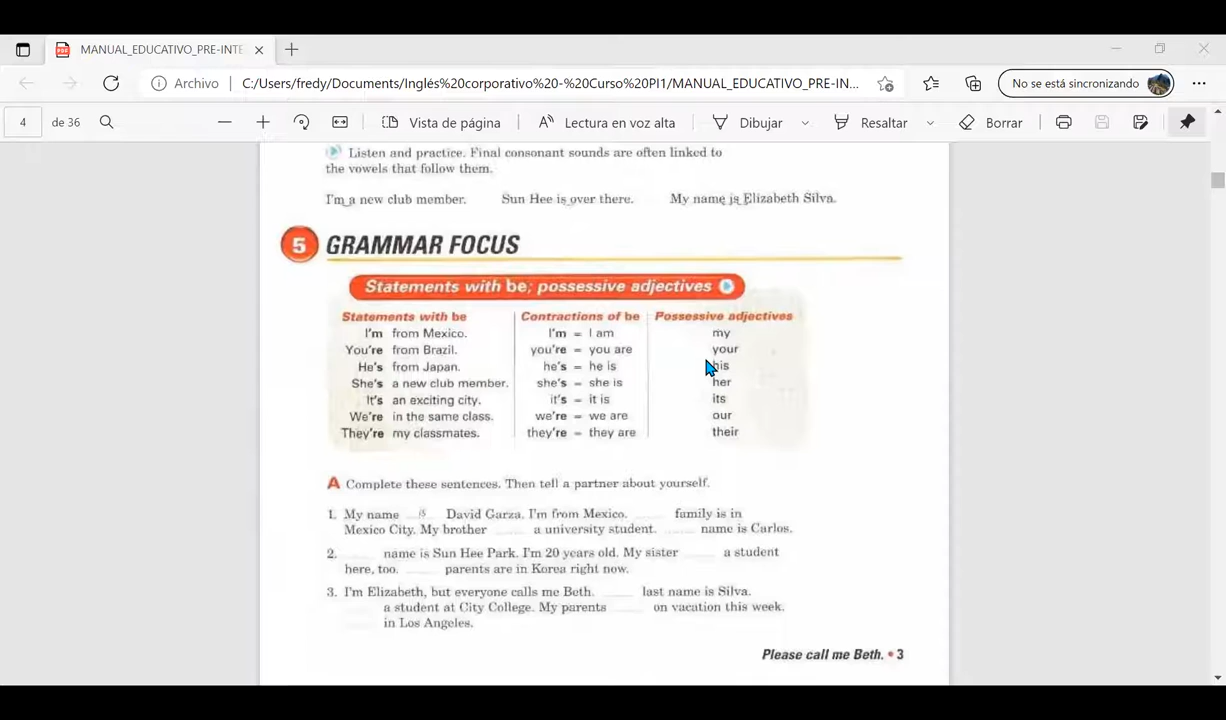 MANUAL_EDUCATIVO_PRE-INTE
Archivo C:/Users/fredy/Documents/Inglés%20corporativo%20-%20Curso%20PI1/MANUAL_EDUCATIVO_PRE-IN... No se está sincronizando
4 de 36 Vista de página Lectura en voz alta Dibujar Resaltar Borrar
Listen and practice. Final consonant sounds are often linked to
the vowels that follow them.
I'm a new club member. Sun Hee is over there. My name is Elizabeth Silva.
5 GRAMMAR FOCUS
Statements with be; possessive adjectives
Statements with be Contractions of be Possessive adjectives
I'm from Mexico. I'm = I am my
You're from Brazil. you're = you are your
He's from Japan. he's = he is his
She's a new club member. she's = she is her
It's an exciting city. it's = it is its
We're in the same class. we're = we are our
They're my classmates. they're = they are their
A Complete these sentences. Then tell a partner about yourself.
1. My name is David Garza. I'm from Mexico. family is in
Mexico City. My brother a university student. name is Carlos.
2. name is Sun Hee Park. I'm 20 years old. My sister a student
here, too. parents are in Korea right now.
3. I'm Elizabeth, but everyone calls me Beth. last name is Silva.
a student at City College. My parents on vacation this week.
in Los Angeles.
Please call me Beth. • 3